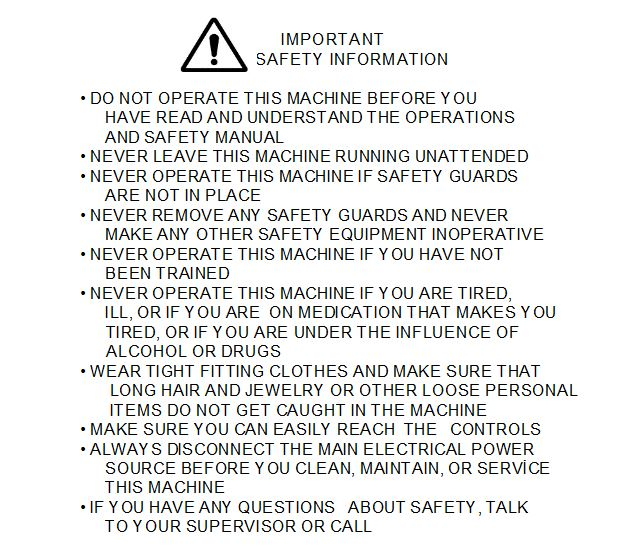 IMPORTANT
SAFETY INFORMATION
• DO NOT OPERATE THIS MACHINE BEFORE YOU
HAVE READ AND UNDERSTAND THE OPERATIONS
AND SAFETY MANUAL
• NEVER LEAVE THIS MACHINE RUNNING UNATTENDED
• NEVER OPERATE THIS MACHINE IF SAFETY GUARDS
ARE NOT IN PLACE
• NEVER REMOVE ANY SAFETY GUARDS AND NEVER
MAKE ANY OTHER SAFETY EQUIPMENT INOPERATIVE
• NEVER OPERATE THIS MACHINE IF YOU HAVE NOT
BEEN TRAINED
• NEVER OPERATE THIS MACHINE IF YOU ARE TIRED,
ILL, OR IF YOU ARE ON MEDICATION THAT MAKES YOU
TIRED, OR IF YOU ARE UNDER THE INFLUENCE OF
ALCOHOL OR DRUGS
• WEAR TIGHT FITTING CLOTHES AND MAKE SURE THAT
LONG HAIR AND JEWELRY OR OTHER LOOSE PERSONAL
ITEMS DO NOT GET CAUGHT IN THE MACHINE
• MAKE SURE YOU CAN EASILY REACH THE CONTROLS
• ALWAYS DISCONNECT THE MAIN ELECTRICAL POWER
SOURCE BEFORE YOU CLEAN, MAINTAIN, OR SERVİCE
THIS MACHINE
• IF YOU HAVE ANY QUESTIONS ABOUT SAFETY, TALK
TO YOUR SUPERVISOR OR CALL